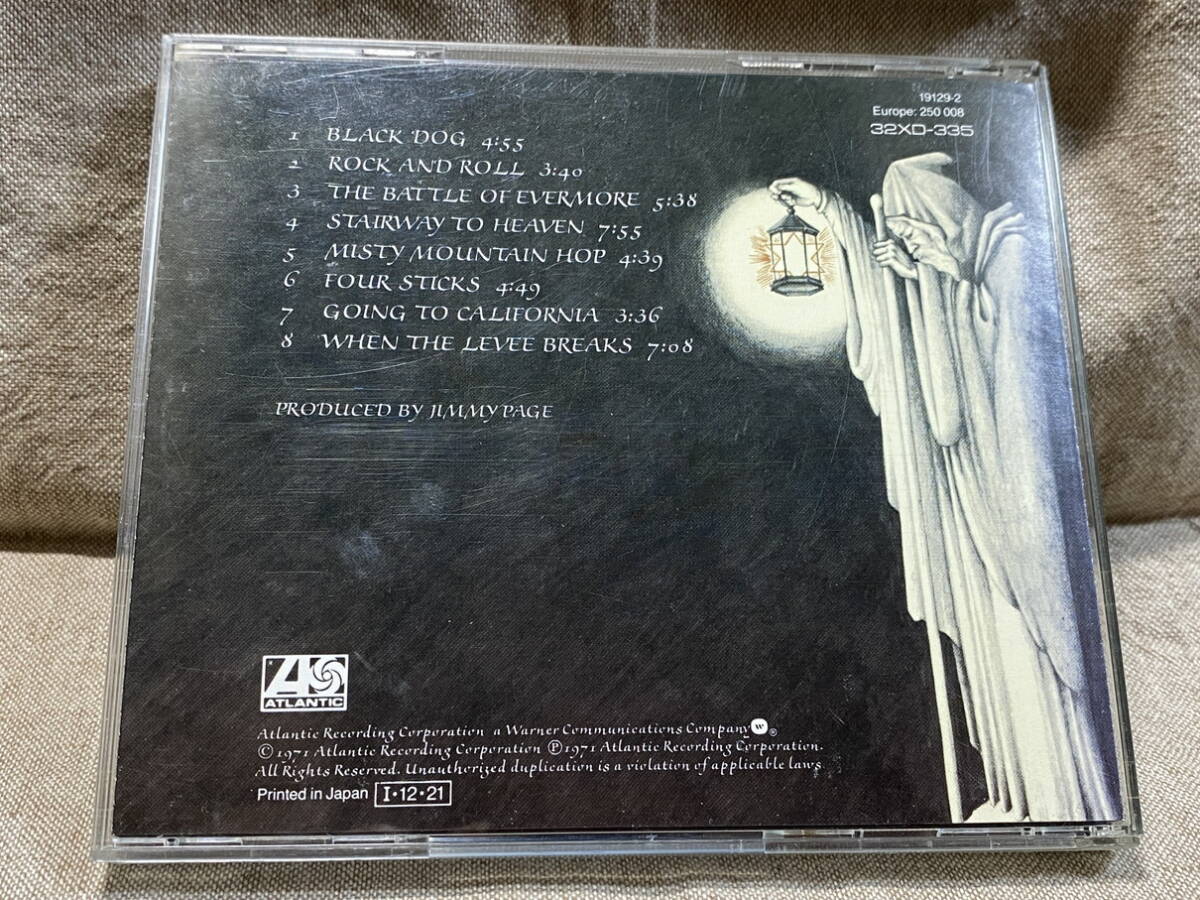 19129-2
Europe: 250 008
32XD-335
1 BLACK DOG 4:55
2 ROCK AND ROLL 3:40
3 THE BATTLE OF EVERMORE 5:38
4 STAIRWAY TO HEAVEN 7:55
5 MISTY MOUNTAIN HOP 4:39
6 FOUR STICKS 4:49
7 GOING TO CALIFORNIA 3:36
8 WHEN THE LEVEE BREAKS 7:08
PRODUCED BY JIMMY PAGE
ATLANTIC
Atlantic Recording Corporation a Warner Communications Company ®
© 1971 Atlantic Recording Corporation ℗ 1971 Atlantic Recording Corporation.
All Rights Reserved. Unauthorized duplication is a violation of applicable laws.
Printed in Japan I·12·21